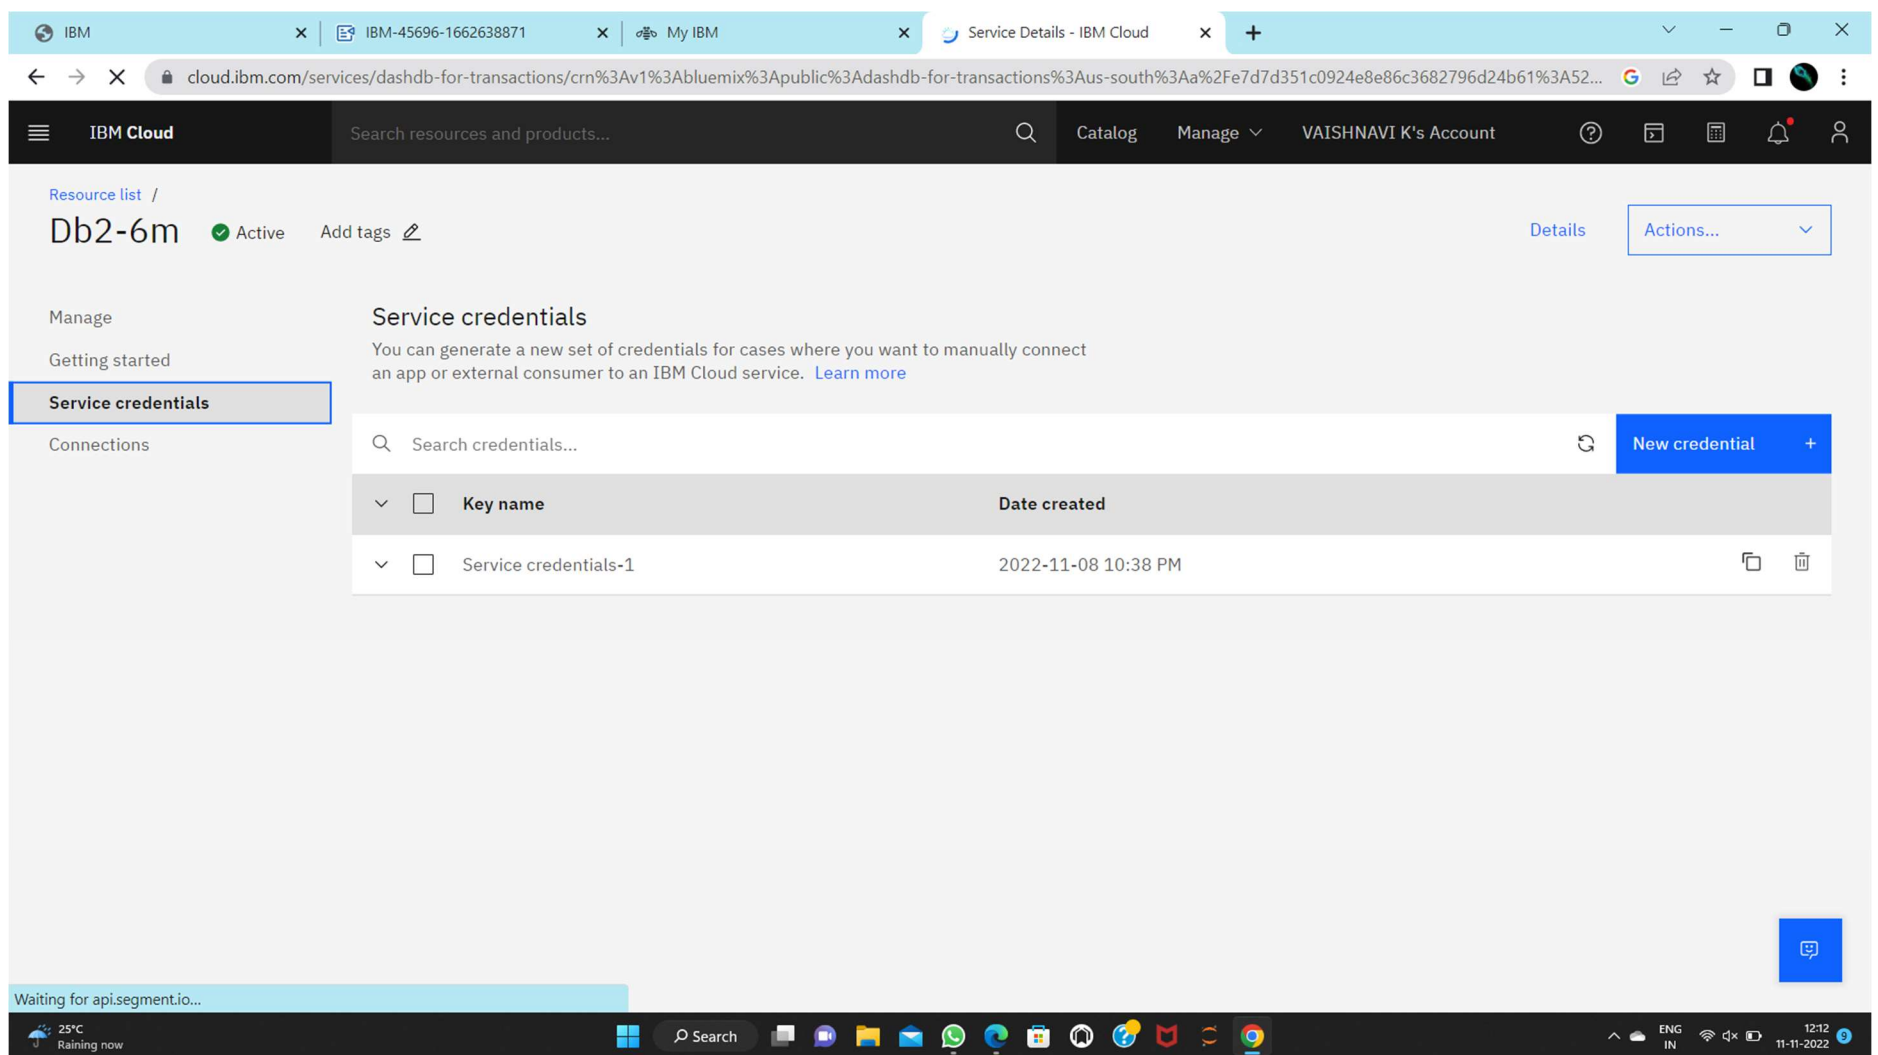 IBM
IBM-45696-1662638871
My IBM
Service Details - IBM Cloud
cloud.ibm.com/services/dashdb-for-transactions/crn%3Av1%3Abluemix%3Apublic%3Adashdb-for-transactions%3Aus-south%3Aa%2Fe7d7d351c0924e8e86c3682796d24b61%3A52...
IBM Cloud
Search resources and products...
Catalog
Manage
VAISHNAVI K's Account
Resource list /
Db2-6m
Active
Add tags
Details
Actions...
Manage
Getting started
Service credentials
Connections
Service credentials
You can generate a new set of credentials for cases where you want to manually connect
an app or external consumer to an IBM Cloud service. Learn more
Search credentials...
New credential +
Key name
Date created
Service credentials-1
2022-11-08 10:38 PM
Waiting for api.segment.io...
25°C
Raining now
Search
ENG
IN
12:12
11-11-2022
9